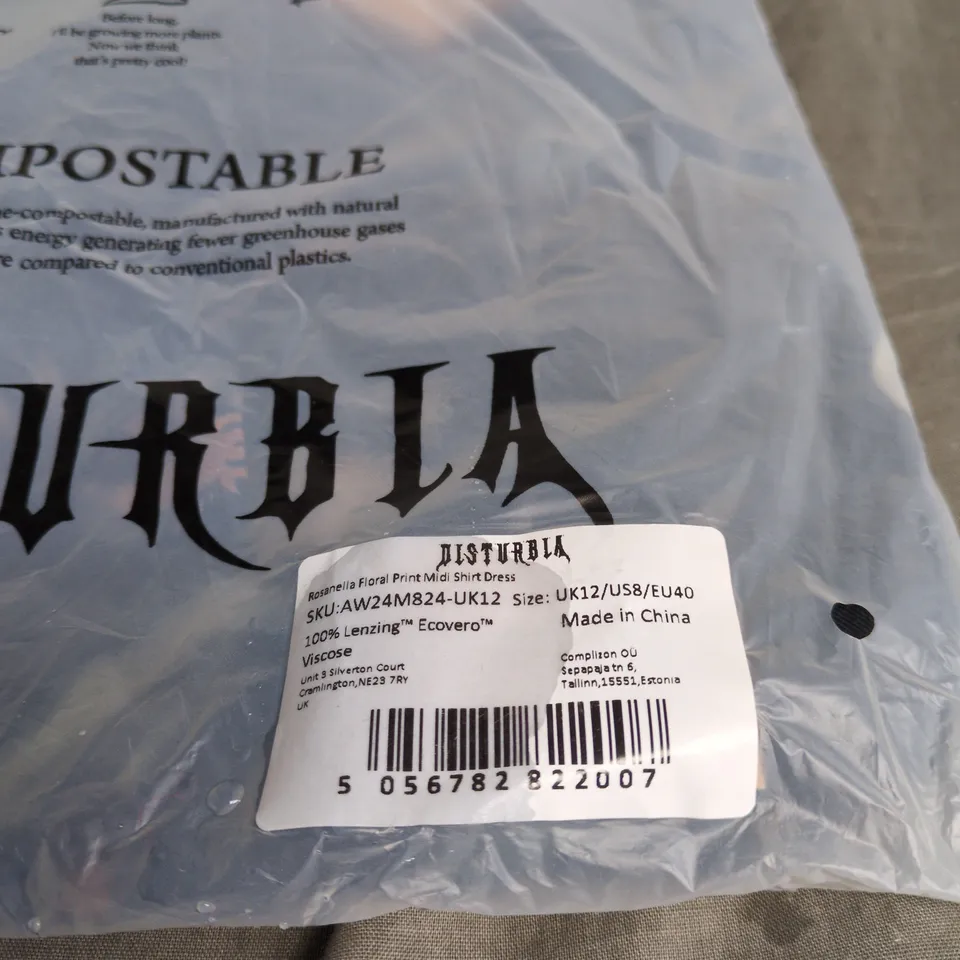 Before long,
I'll be growing more plants
Now we think
that's pretty cool!
MPOSTABLE
e-compostable, manufactured with natural
s energy generating fewer greenhouse gases
re compared to conventional plastics.
URBIA
DISTURBIA
Rosanella Floral Print Midi Shirt Dress
SKU:AW24M824-UK12 Size: UK12/US8/EU40
100% Lenzing™ Ecovero™
Viscose
Made in China
Unit 3 Silverton Court
Cramlington,NE23 7RY
UK
Complizon OÜ
Sepapaja tn 6,
Tallinn,15551,Estonia
5 056782 822007